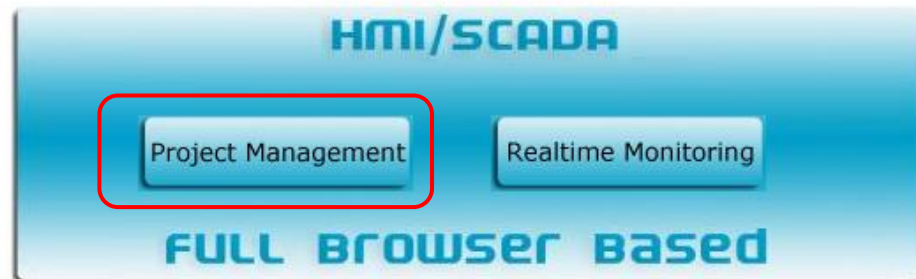 HMI/SCADA
Project Management
Realtime Monitoring
FULL Browser Based